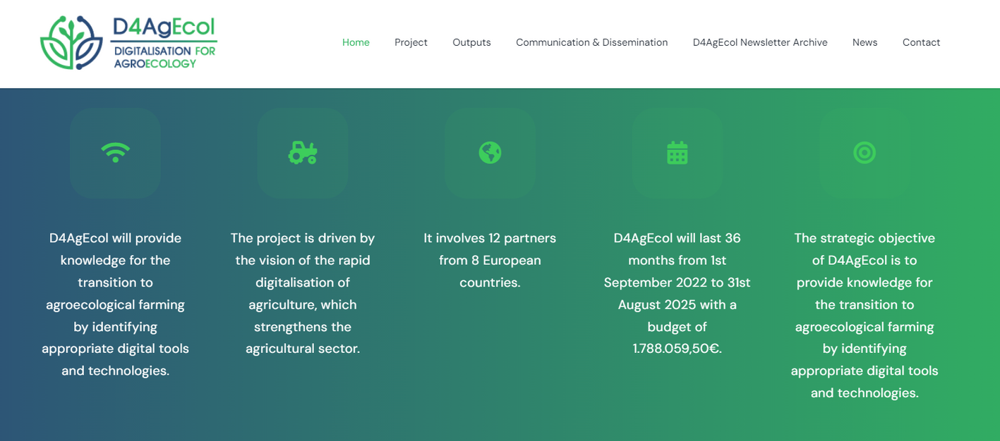 D4AgEcol
DIGITALISATION FOR
AGROECOLOGY
Home Project Outputs Communication & Dissemination D4AgEcol Newsletter Archive News Contact
D4AgEcol will provide
knowledge for the
transition to
agroecological farming
by identifying
appropriate digital tools
and technologies.
The project is driven by
the vision of the rapid
digitalisation of
agriculture, which
strengthens the
agricultural sector.
It involves 12 partners
from 8 European
countries.
D4AgEcol will last 36
months from 1st
September 2022 to 31st
August 2025 with a
budget of
1.788.059,50€.
The strategic objective
of D4AgEcol is to
provide knowledge for
the transition to
agroecological farming
by identifying
appropriate digital tools
and technologies.